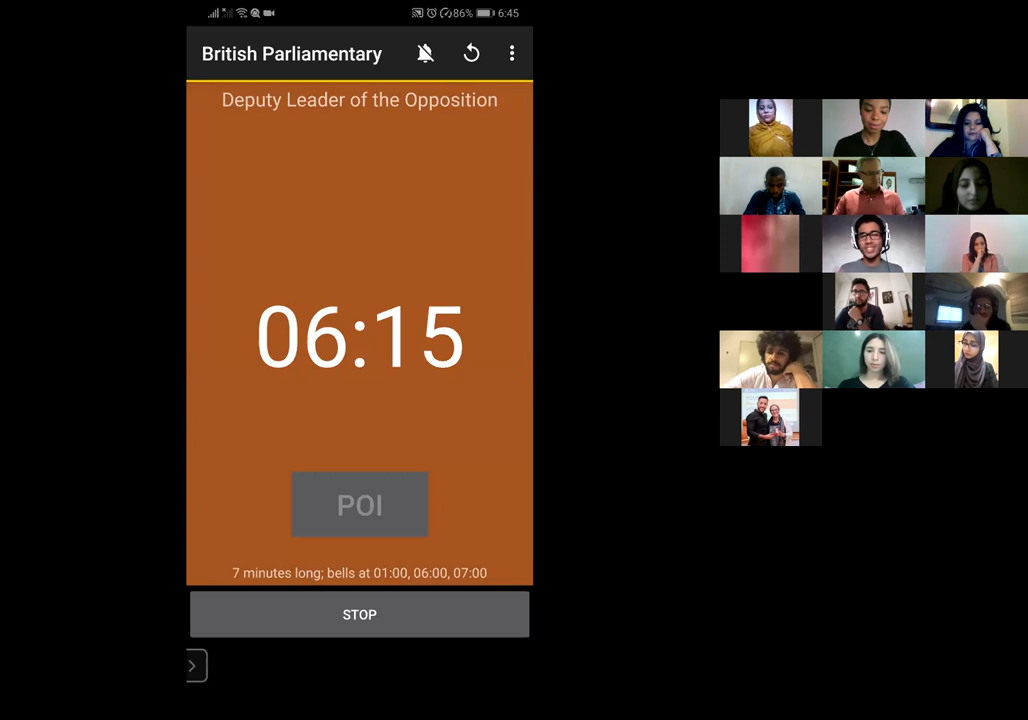 86% 6:45
British Parliamentary
Deputy Leader of the Opposition
06:15
POI
7 minutes long; bells at 01:00, 06:00, 07:00
STOP